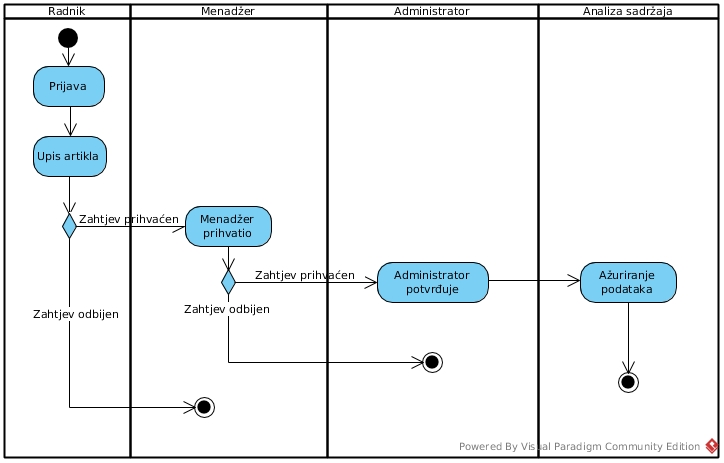 Radnik
Menadžer
Administrator
Analiza sadržaja
Prijava
Upis artikla
Zahtjev prihvaćen
Menadžer
prihvatio
Zahtjev prihvaćen
Administrator
potvrđuje
Ažuriranje
podataka
Zahtjev odbijen
Zahtjev odbijen
Powered By Visual Paradigm Community Edition